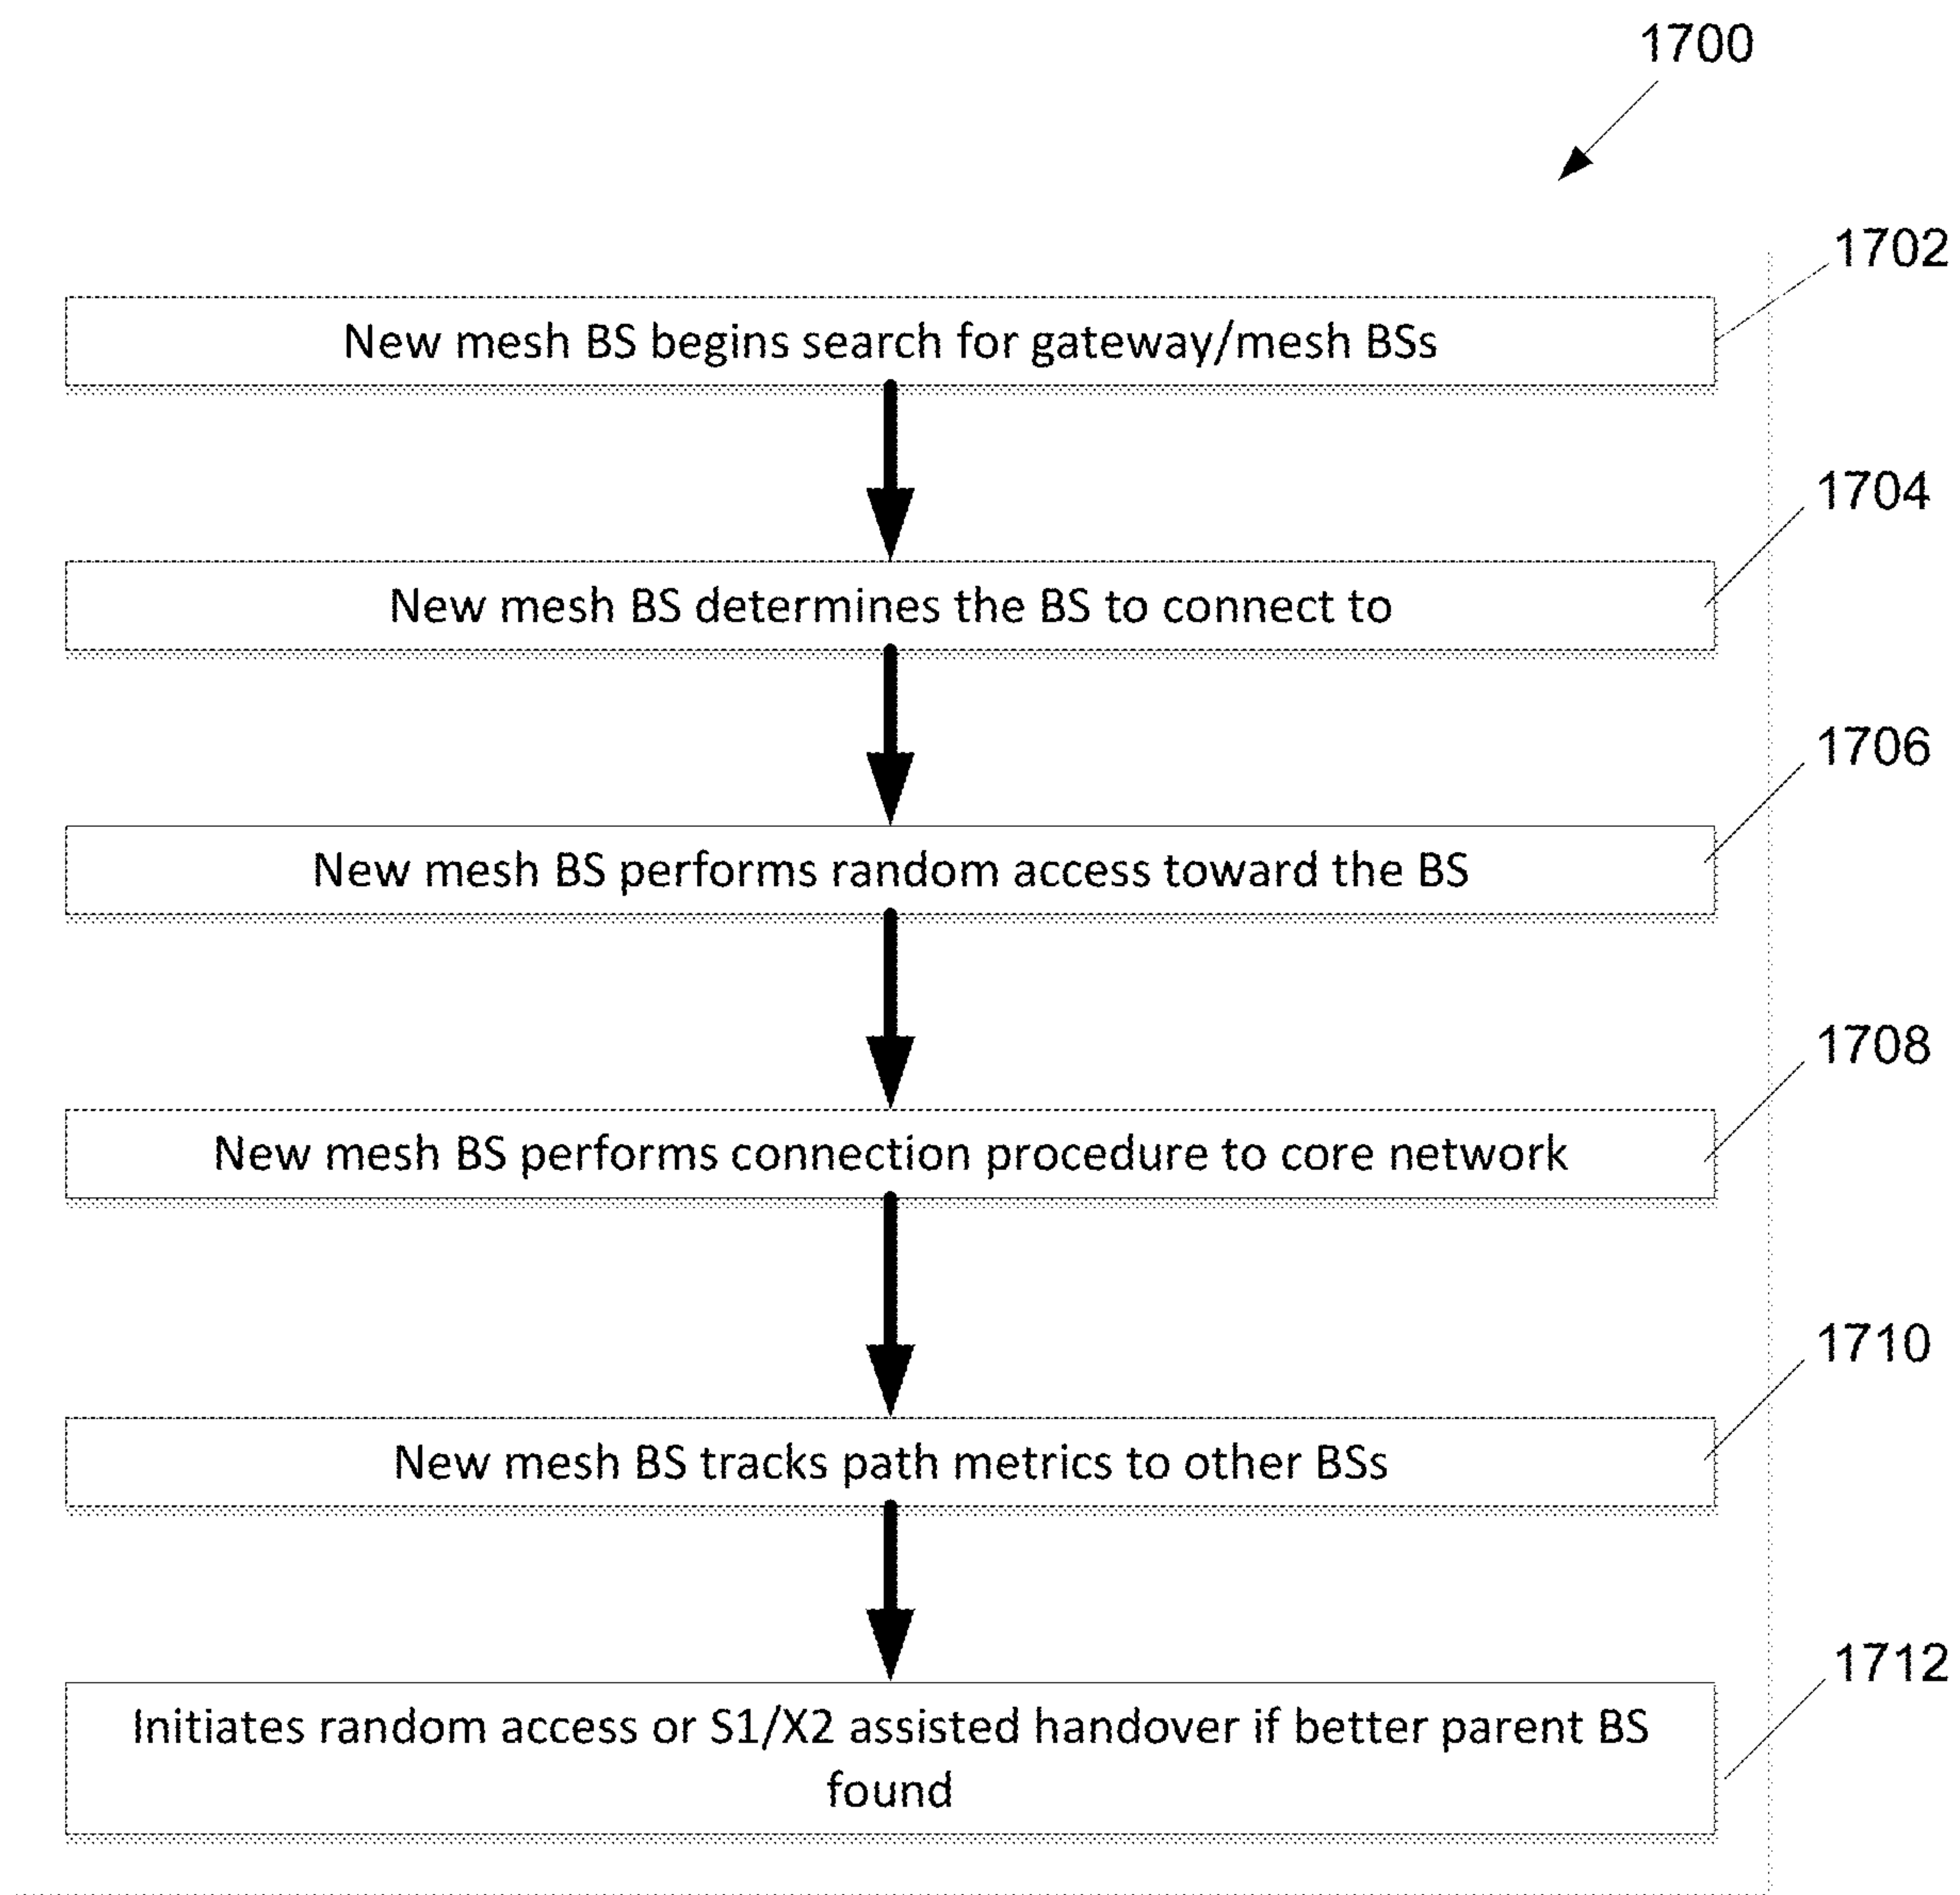 1700
1702
New mesh BS begins search for gateway/mesh BSs
1704
New mesh BS determines the BS to connect to
1706
New mesh BS performs random access toward the BS
1708
New mesh BS performs connection procedure to core network
1710
New mesh BS tracks path metrics to other BSs
1712
Initiates random access or S1/X2 assisted handover if better parent BS
found